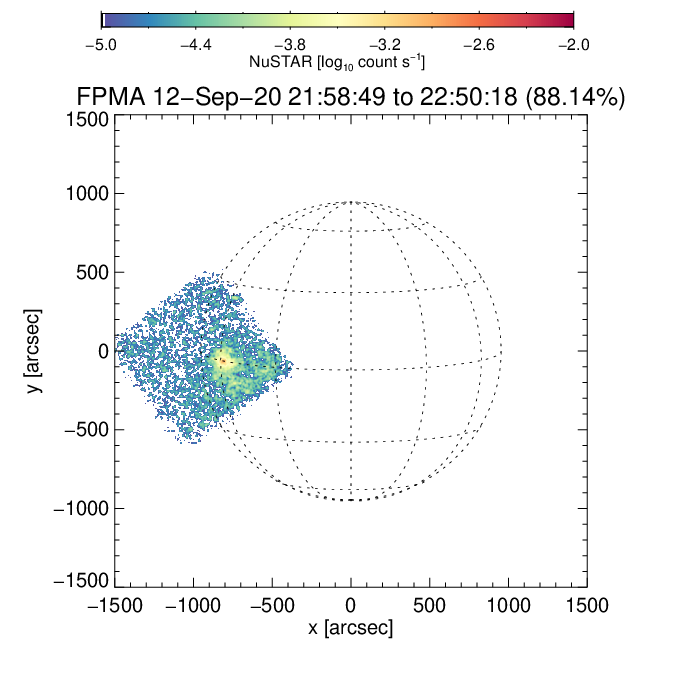 −5.0 −4.4 −3.8 −3.2 −2.6 −2.0
NuSTAR [log₁₀ count s⁻¹]
FPMA 12−Sep−20 21:58:49 to 22:50:18 (88.14%)
1500
1000
500
0
−500
−1000
−1500
y [arcsec]
−1500 −1000 −500 0 500 1000 1500
x [arcsec]